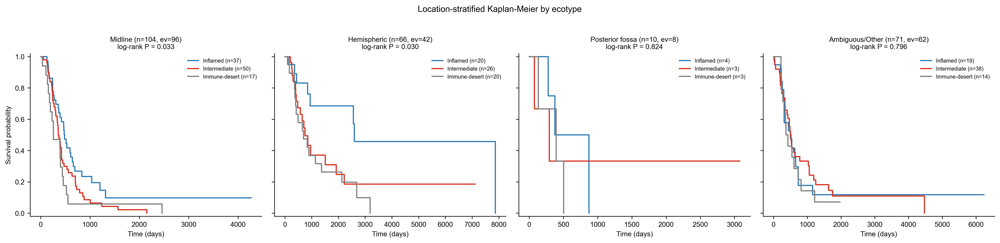 Location-stratified Kaplan-Meier by ecotype
Midline (n=104, ev=96)
log-rank P = 0.033
Inflamed (n=37)
Intermediate (n=50)
Immune-desert (n=17)
Survival probability
1.0
0.8
0.6
0.4
0.2
0.0
0 1000 2000 3000 4000
Time (days)
Hemispheric (n=66, ev=42)
log-rank P = 0.030
Inflamed (n=20)
Intermediate (n=26)
Immune-desert (n=20)
0 1000 2000 3000 4000 5000 6000 7000 8000
Time (days)
Posterior fossa (n=10, ev=8)
log-rank P = 0.824
Inflamed (n=4)
Intermediate (n=3)
Immune-desert (n=3)
0 500 1000 1500 2000 2500 3000
Time (days)
Ambiguous/Other (n=71, ev=62)
log-rank P = 0.796
Inflamed (n=19)
Intermediate (n=38)
Immune-desert (n=14)
0 1000 2000 3000 4000 5000 6000
Time (days)